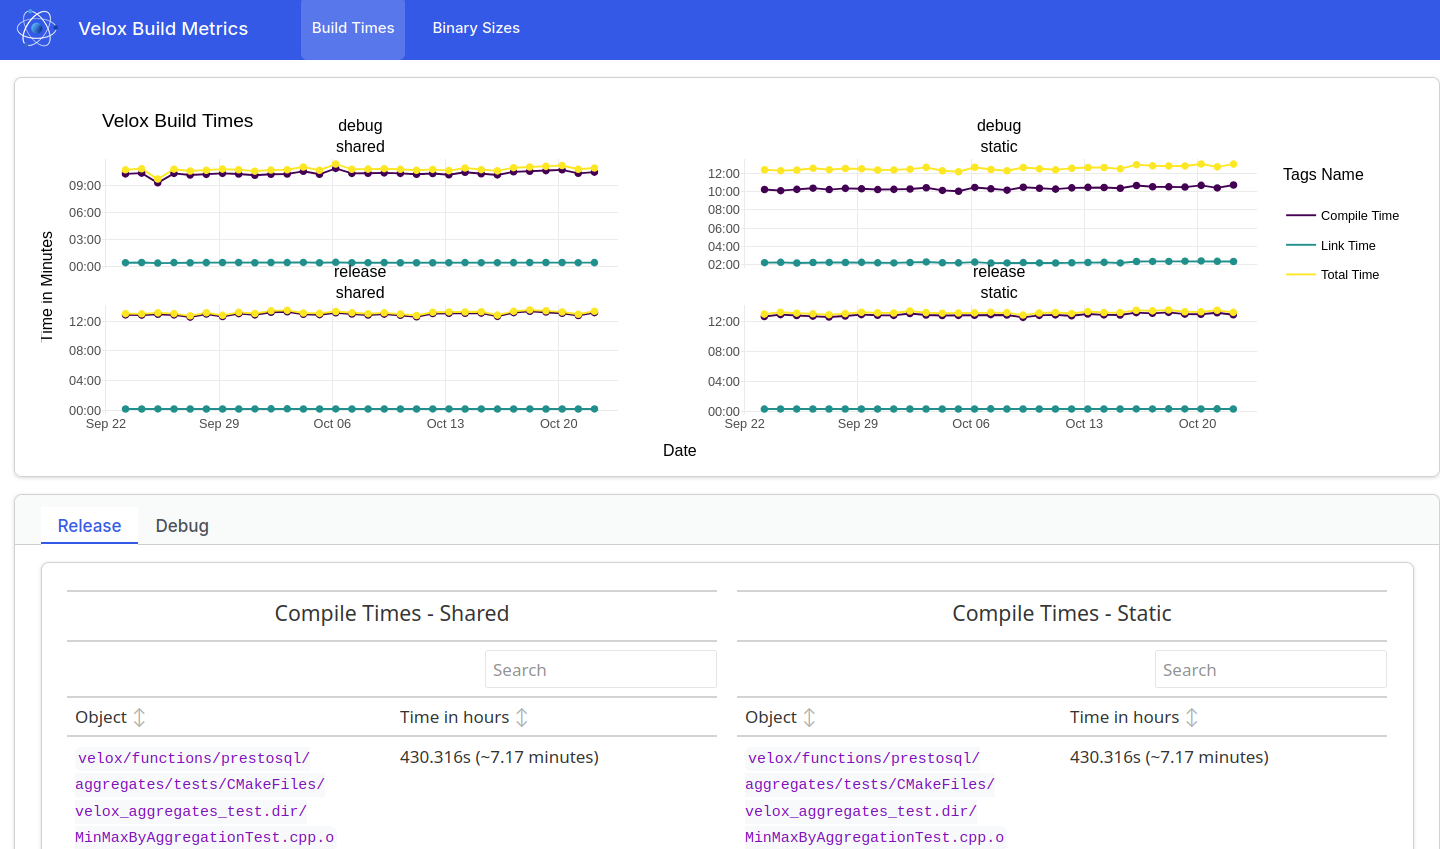 Velox Build Metrics
Build Times
Binary Sizes
Velox Build Times
debug
shared
debug
static
Time in Minutes
09:00
06:00
03:00
00:00
12:00
10:00
08:00
06:00
04:00
02:00
release
shared
release
static
12:00
08:00
04:00
00:00
12:00
08:00
04:00
00:00
Sep 22
Sep 29
Oct 06
Oct 13
Oct 20
Sep 22
Sep 29
Oct 06
Oct 13
Oct 20
Date
Tags Name
Compile Time
Link Time
Total Time
Release
Debug
Compile Times - Shared
Search
Object
Time in hours
velox/functions/prestosql/
aggregates/tests/CMakeFiles/
velox_aggregates_test.dir/
MinMaxByAggregationTest.cpp.o
430.316s (~7.17 minutes)
Compile Times - Static
Search
Object
Time in hours
velox/functions/prestosql/
aggregates/tests/CMakeFiles/
velox_aggregates_test.dir/
MinMaxByAggregationTest.cpp.o
430.316s (~7.17 minutes)